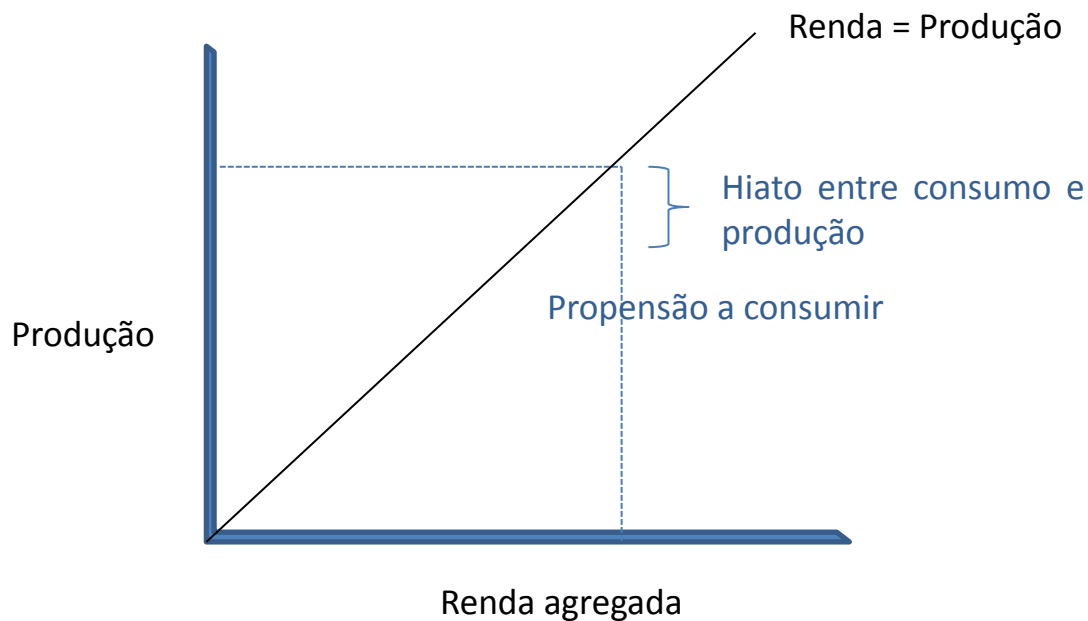 Renda = Produção
Hiato entre consumo e
produção
Propensão a consumir
Produção
Renda agregada